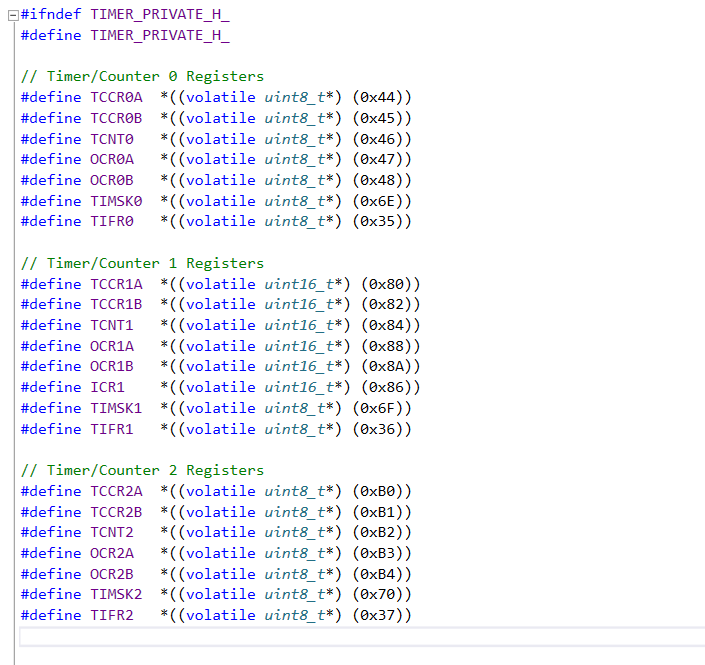 #ifndef TIMER_PRIVATE_H_
#define TIMER_PRIVATE_H_
// Timer/Counter 0 Registers
#define TCCR0A  *((volatile uint8_t*) (0x44))
#define TCCR0B  *((volatile uint8_t*) (0x45))
#define TCNT0   *((volatile uint8_t*) (0x46))
#define OCR0A   *((volatile uint8_t*) (0x47))
#define OCR0B   *((volatile uint8_t*) (0x48))
#define TIMSK0  *((volatile uint8_t*) (0x6E))
#define TIFR0   *((volatile uint8_t*) (0x35))
// Timer/Counter 1 Registers
#define TCCR1A  *((volatile uint16_t*) (0x80))
#define TCCR1B  *((volatile uint16_t*) (0x82))
#define TCNT1   *((volatile uint16_t*) (0x84))
#define OCR1A   *((volatile uint16_t*) (0x88))
#define OCR1B   *((volatile uint16_t*) (0x8A))
#define ICR1    *((volatile uint16_t*) (0x86))
#define TIMSK1  *((volatile uint8_t*) (0x6F))
#define TIFR1   *((volatile uint8_t*) (0x36))
// Timer/Counter 2 Registers
#define TCCR2A  *((volatile uint8_t*) (0xB0))
#define TCCR2B  *((volatile uint8_t*) (0xB1))
#define TCNT2   *((volatile uint8_t*) (0xB2))
#define OCR2A   *((volatile uint8_t*) (0xB3))
#define OCR2B   *((volatile uint8_t*) (0xB4))
#define TIMSK2  *((volatile uint8_t*) (0x70))
#define TIFR2   *((volatile uint8_t*) (0x37))